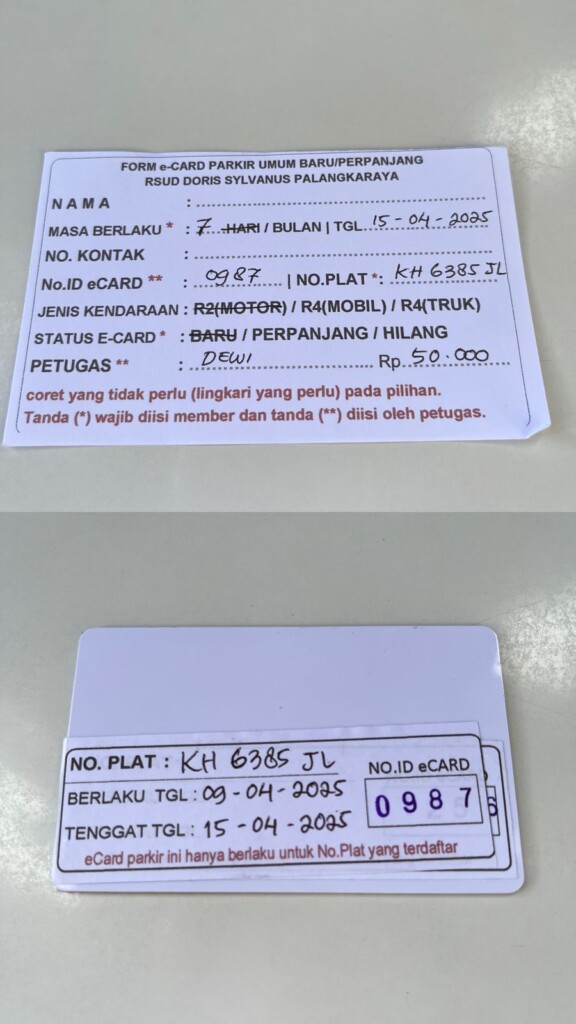 FORM e-CARD PARKIR UMUM BARU/PERPANJANG
RSUD DORIS SYLVANUS PALANGKARAYA
NAMA :
MASA BERLAKU * : 7 HARI / BULAN | TGL 15-04-2025
NO. KONTAK :
No.ID eCARD ** : 0987 | NO.PLAT *: KH 6385 JL
JENIS KENDARAAN : R2(MOTOR) / R4(MOBIL) / R4(TRUK)
STATUS E-CARD * : BARU / PERPANJANG / HILANG
PETUGAS ** : DEWI Rp. 50.000
coret yang tidak perlu (lingkari yang perlu) pada pilihan.
Tanda (*) wajib diisi member dan tanda (**) diisi oleh petugas.
NO. PLAT : KH 6385 JL
NO.ID eCARD
BERLAKU TGL : 09-04-2025
0987
TENGGAT TGL : 15-04-2025
eCard parkir ini hanya berlaku untuk No.Plat yang terdaftar